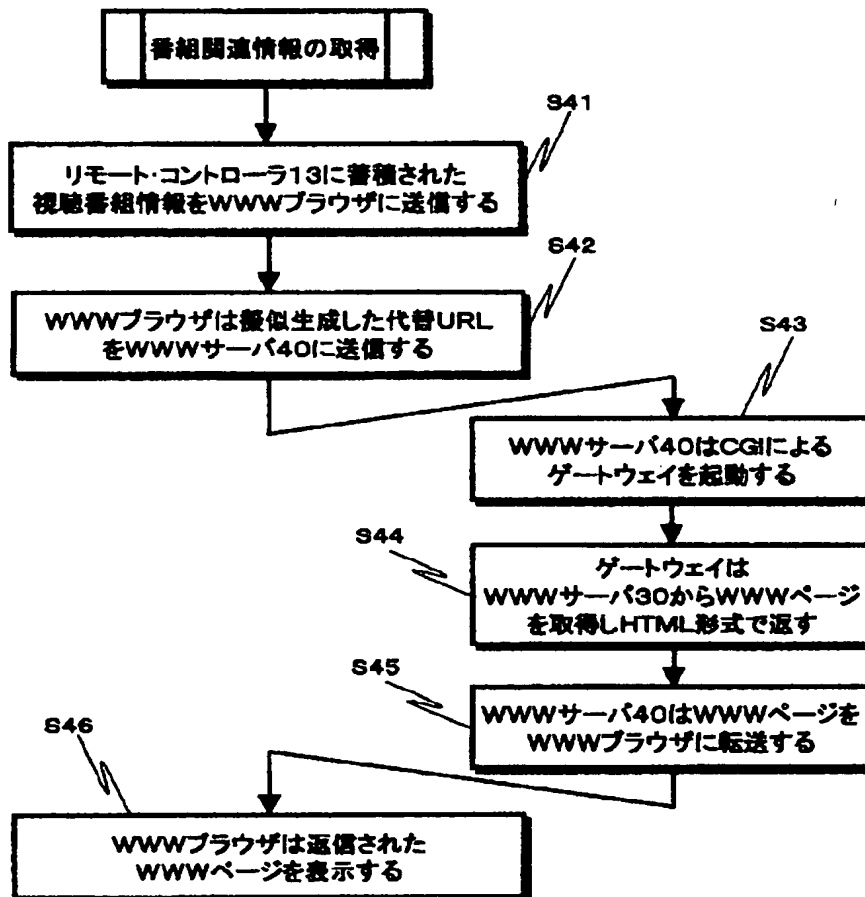 番組関連情報の取得
S41
リモート・コントローラ13に蓄積された
視聴番組情報をWWWブラウザに送信する
S42
WWWブラウザは擬似生成した代替URL
をWWWサーバ40に送信する
S43
WWWサーバ40はCGIによる
ゲートウェイを起動する
S44
ゲートウェイは
WWWサーバ30からWWWページ
を取得しHTML形式で返す
S45
WWWサーバ40はWWWページを
WWWブラウザに転送する
S46
WWWブラウザは返信された
WWWページを表示する